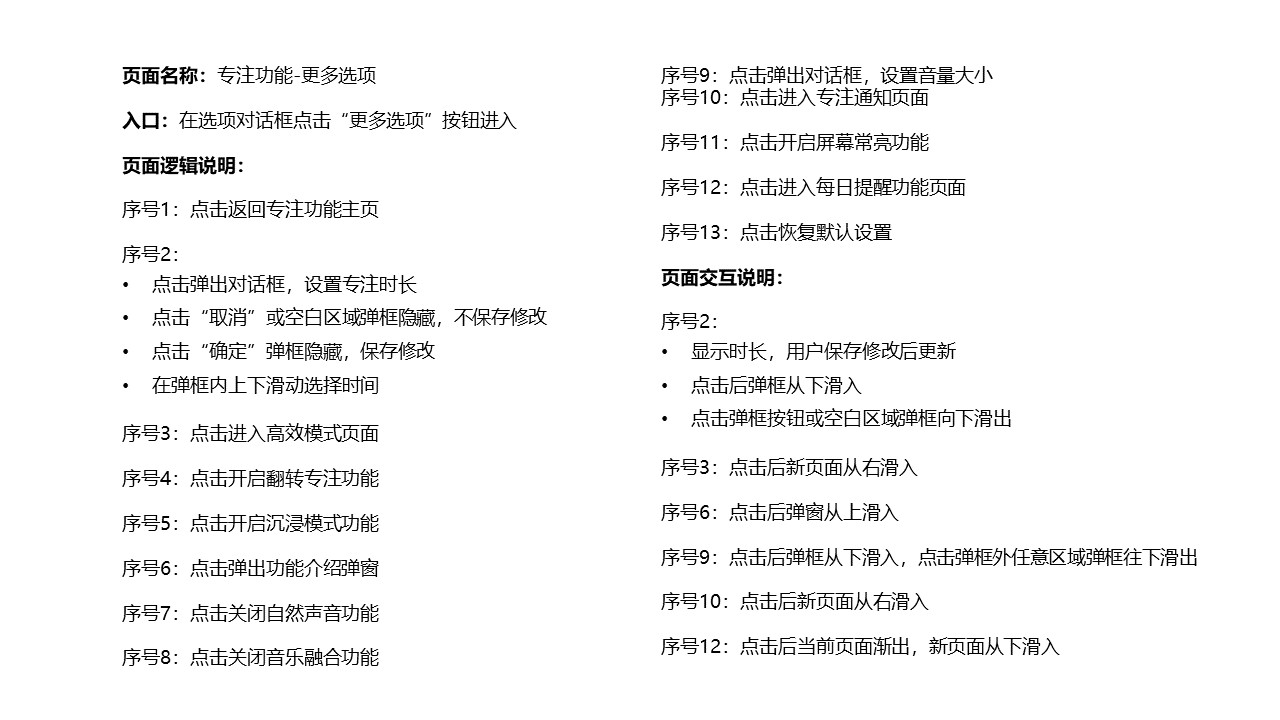 页面名称：专注功能-更多选项
入口：在选项对话框点击“更多选项”按钮进入
页面逻辑说明：
序号1：点击返回专注功能主页
序号2：
• 点击弹出对话框，设置专注时长
• 点击“取消”或空白区域弹框隐藏，不保存修改
• 点击“确定”弹框隐藏，保存修改
• 在弹框内上下滑动选择时间
序号3：点击进入高效模式页面
序号4：点击开启翻转专注功能
序号5：点击开启沉浸模式功能
序号6：点击弹出功能介绍弹窗
序号7：点击关闭自然声音功能
序号8：点击关闭音乐融合功能
序号9：点击弹出对话框，设置音量大小
序号10：点击进入专注通知页面
序号11：点击开启屏幕常亮功能
序号12：点击进入每日提醒功能页面
序号13：点击恢复默认设置
页面交互说明：
序号2：
• 显示时长，用户保存修改后更新
• 点击后弹框从下滑入
• 点击弹框按钮或空白区域弹框向下滑出
序号3：点击后新页面从右滑入
序号6：点击后弹窗从上滑入
序号9：点击后弹框从下滑入，点击弹框外任意区域弹框往下滑出
序号10：点击后新页面从右滑入
序号12：点击后当前页面渐出，新页面从下滑入